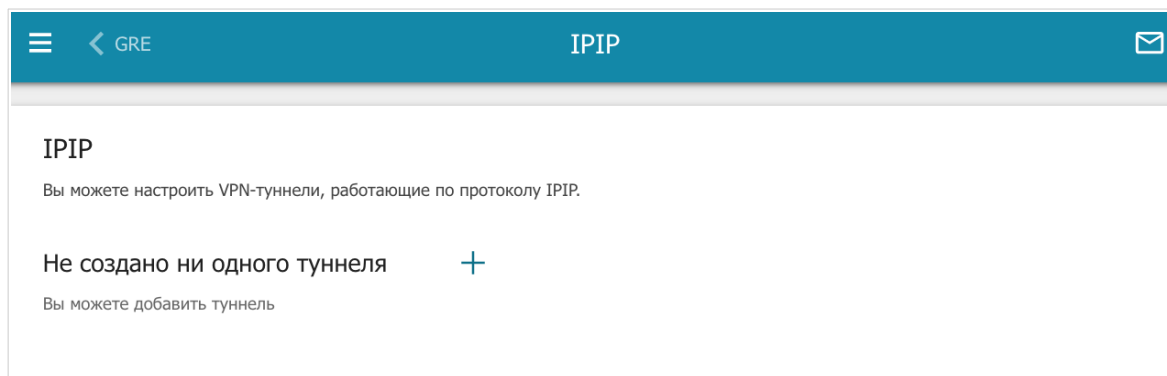 GRE
IPIP
IPIP
Вы можете настроить VPN-туннели, работающие по протоколу IPIP.
Не создано ни одного туннеля
Вы можете добавить туннель